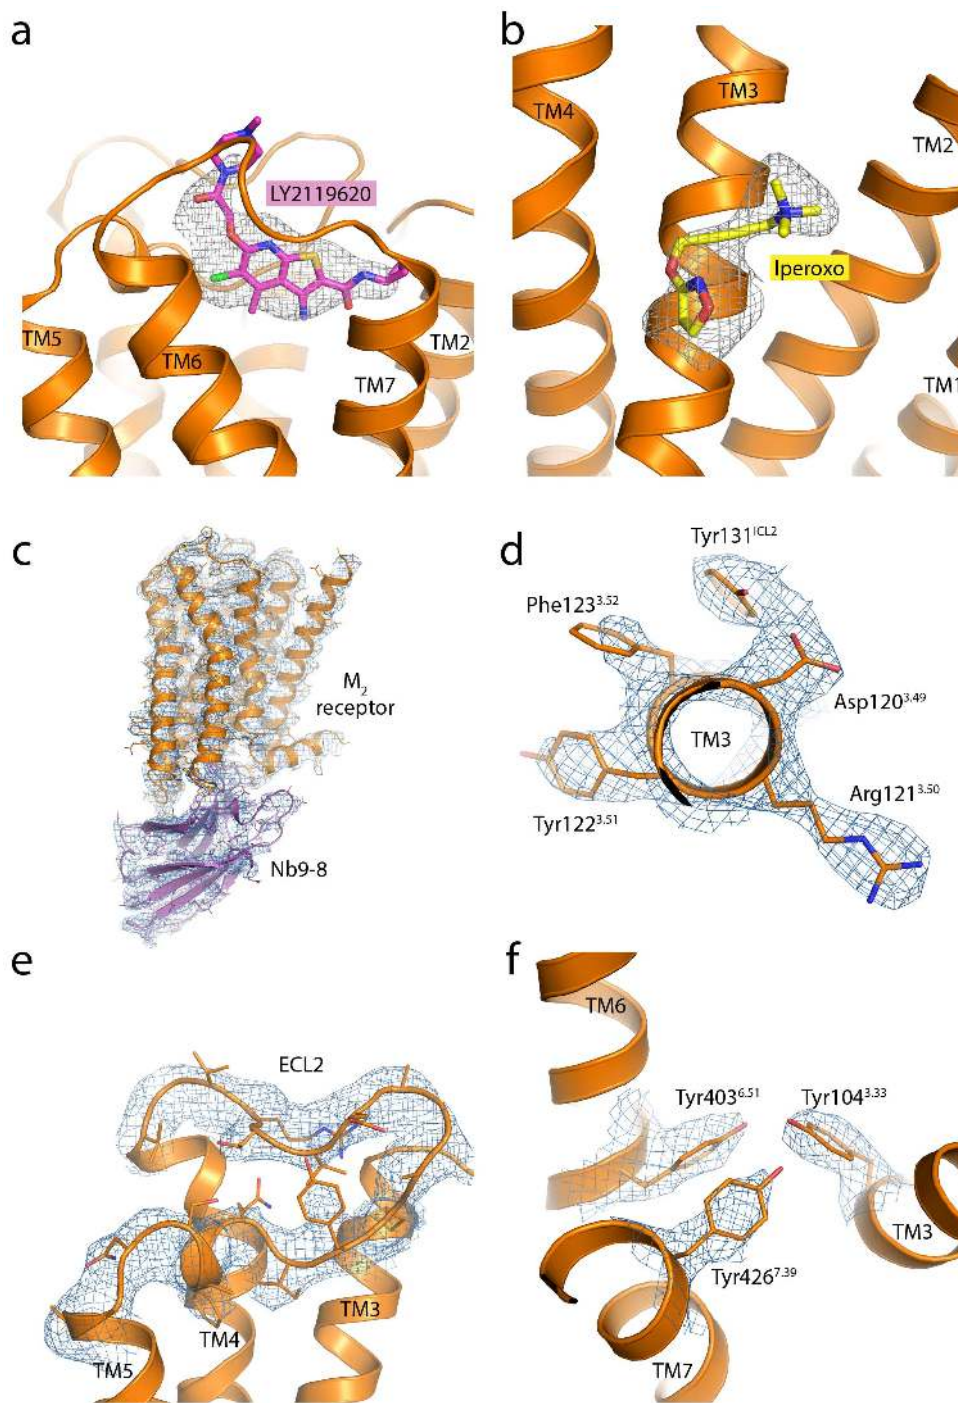 a
LY2119620
TM5
TM6
TM7
TM2
b
TM4
TM3
TM2
Iperoxo
TM1
c
M₂
receptor
Nb9-8
d
Tyr131ᴵᶜᴸ²
Phe123³·⁵²
Asp120³·⁴⁹
TM3
Arg121³·⁵⁰
Tyr122³·⁵¹
e
ECL2
TM3
TM4
TM5
f
TM6
Tyr403⁶·⁵¹
Tyr104³·³³
TM3
Tyr426⁷·³⁹
TM7